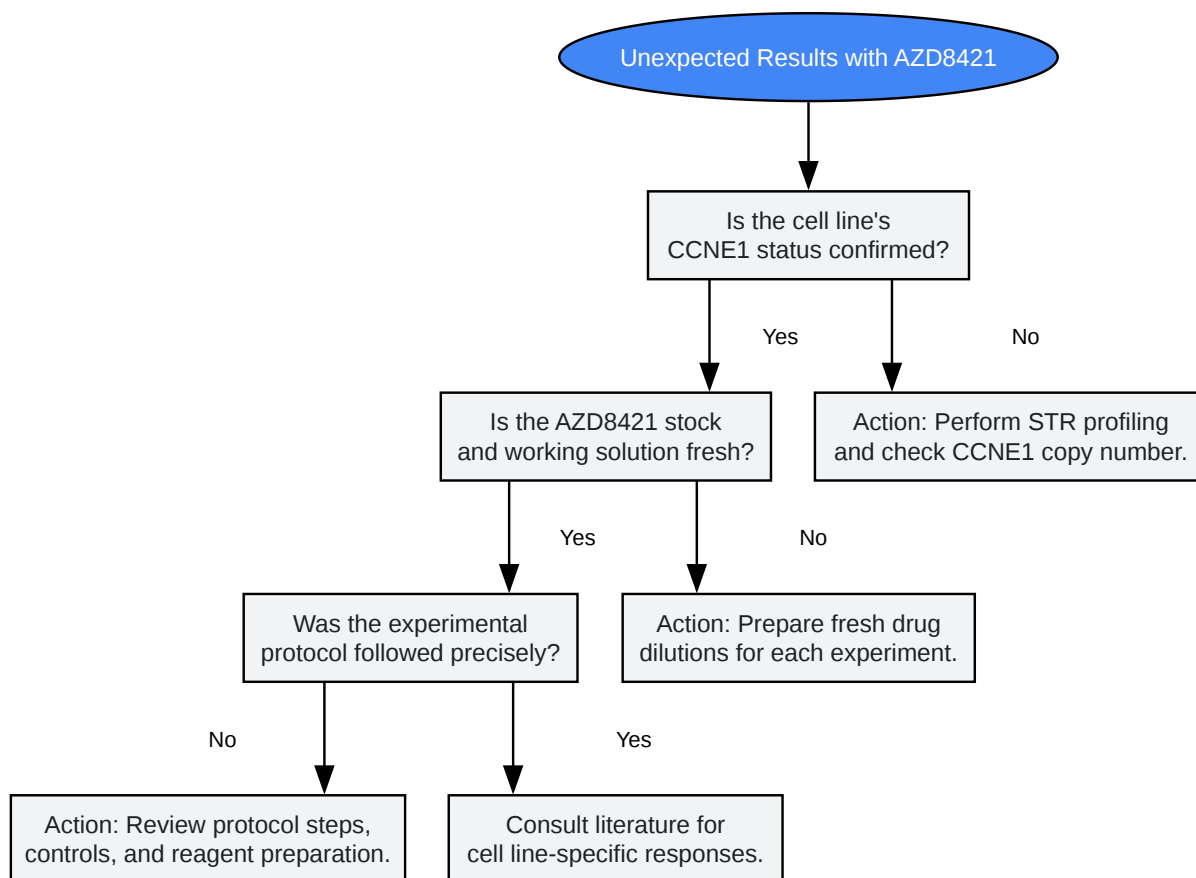 Unexpected Results with AZD8421
Is the cell line's
CCNE1 status confirmed?
Yes
No
Is the AZD8421 stock
and working solution fresh?
Action: Perform STR profiling
and check CCNE1 copy number.
Yes
No
Was the experimental
protocol followed precisely?
Action: Prepare fresh drug
dilutions for each experiment.
No
Yes
Action: Review protocol steps,
controls, and reagent preparation.
Consult literature for
cell line-specific responses.